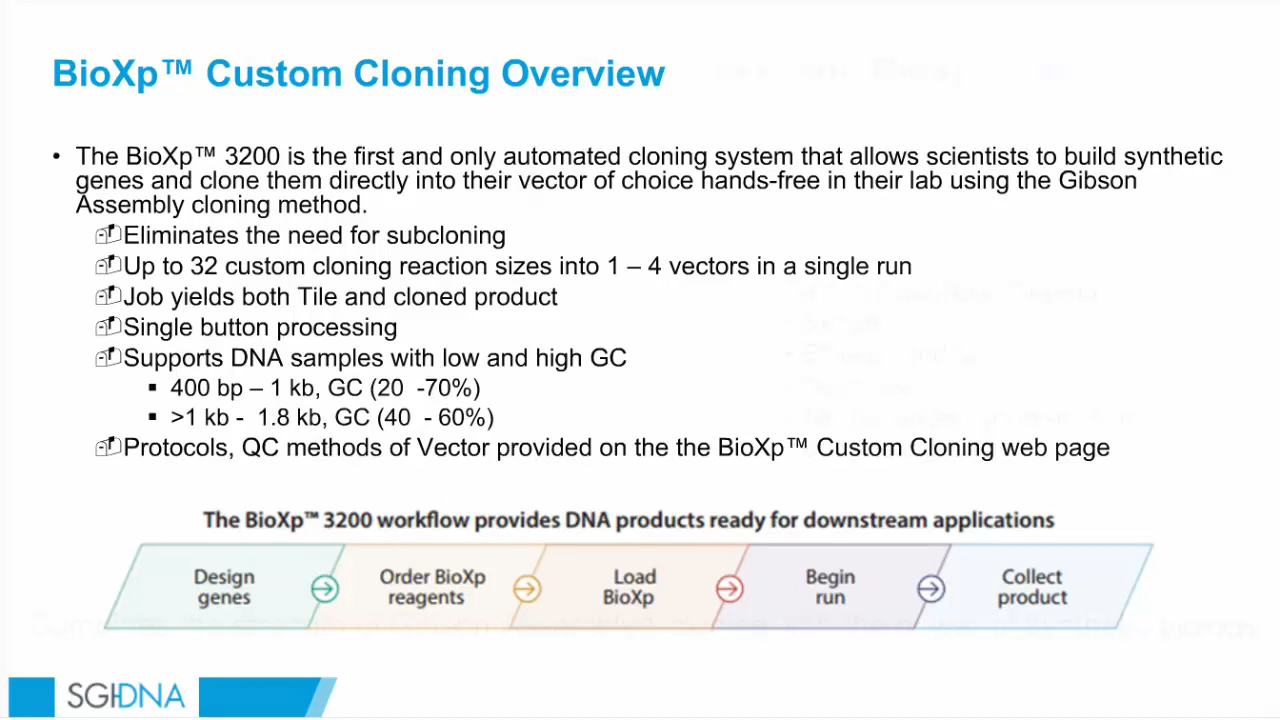 BioXp™ Custom Cloning Overview
• The BioXp™ 3200 is the first and only automated cloning system that allows scientists to build synthetic
genes and clone them directly into their vector of choice hands-free in their lab using the Gibson
Assembly cloning method.
Eliminates the need for subcloning
Up to 32 custom cloning reaction sizes into 1 – 4 vectors in a single run
Job yields both Tile and cloned product
Single button processing
Supports DNA samples with low and high GC
▪ 400 bp – 1 kb, GC (20 -70%)
▪ >1 kb - 1.8 kb, GC (40 - 60%)
Protocols, QC methods of Vector provided on the the BioXp™ Custom Cloning web page
The BioXp™ 3200 workflow provides DNA products ready for downstream applications
Design
genes
Order BioXp
reagents
Load
BioXp
Begin
run
Collect
product
SGI-DNA